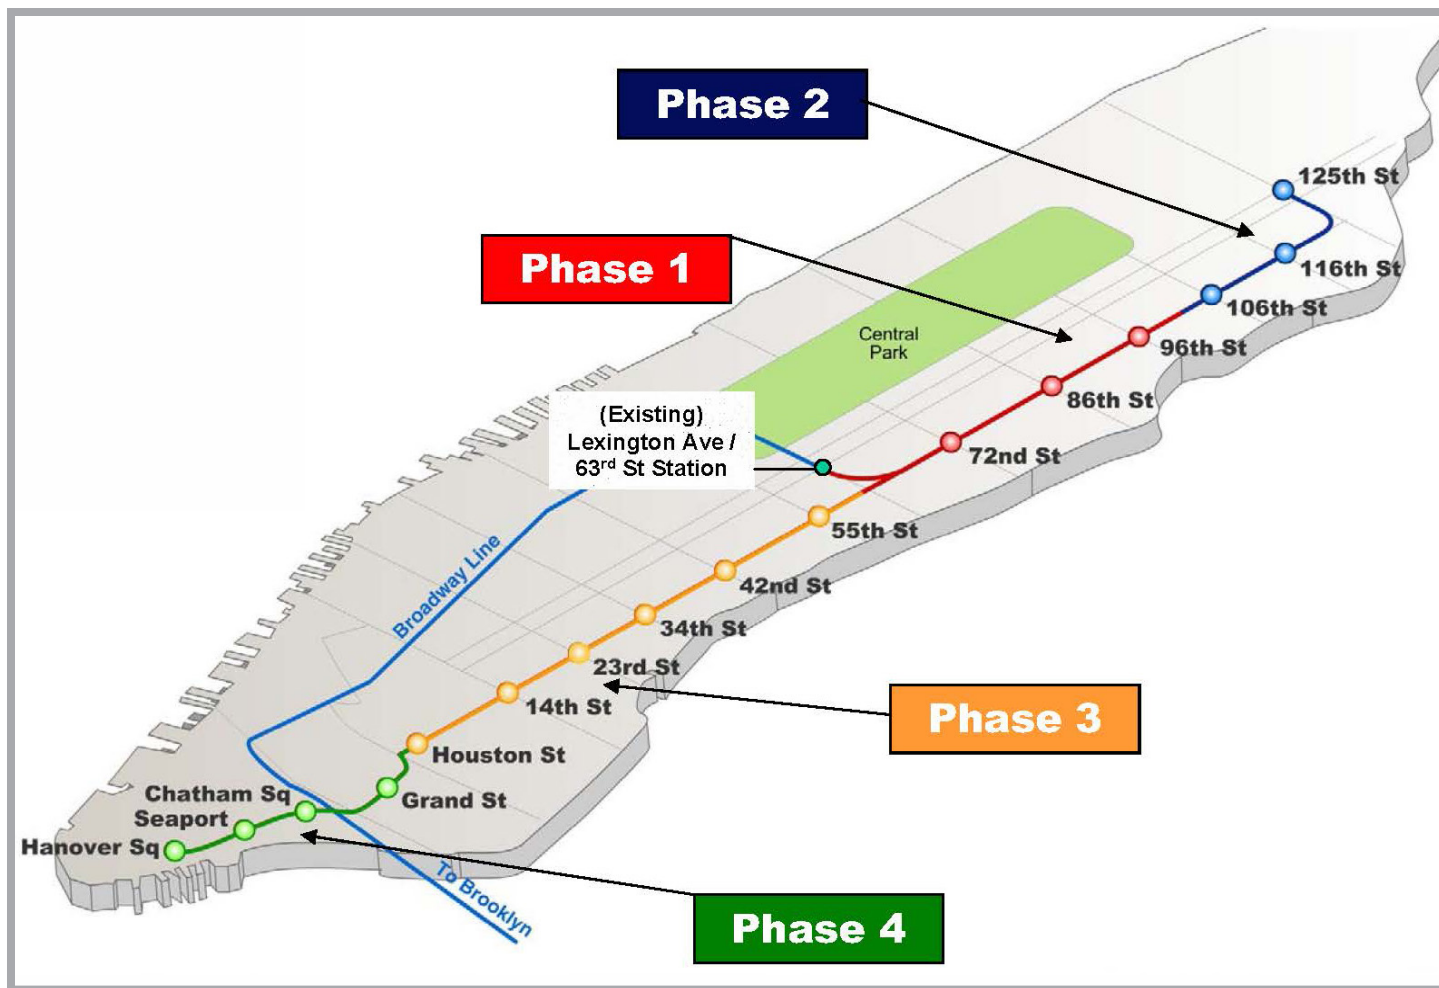 Phase 2
125th St
Phase 1
116th St
106th St
Central
Park
96th St
86th St
(Existing)
Lexington Ave /
63rd St Station
72nd St
55th St
Broadway Line
42nd St
34th St
23rd St
14th St
Phase 3
Houston St
Chatham Sq
Grand St
Seaport
Hanover Sq
To Brooklyn
Phase 4